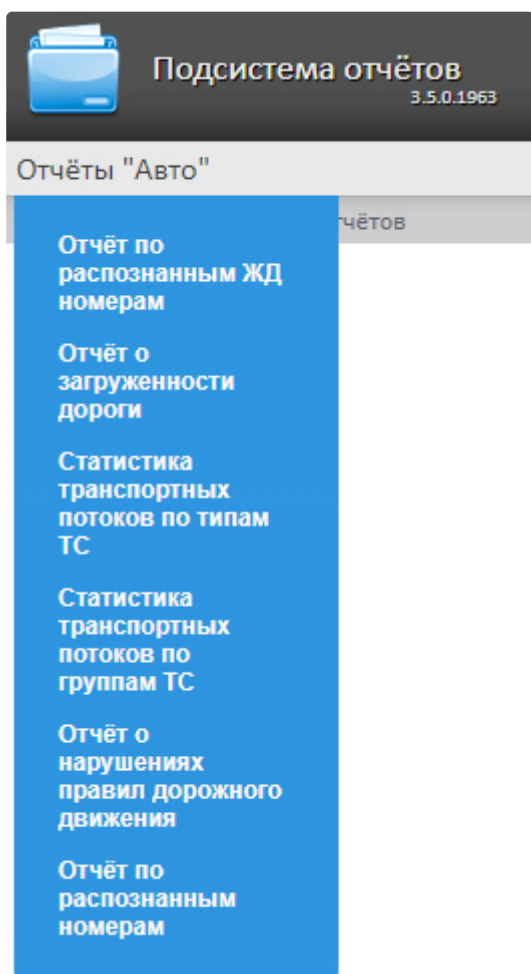 Подсистема отчётов
3.5.0.1963
Отчёты "Авто"
чётов
Отчёт по
распознанным ЖД
номерам
Отчёт о
загруженности
дороги
Статистика
транспортных
потоков по типам
ТС
Статистика
транспортных
потоков по
группам ТС
Отчёт о
нарушениях
правил дорожного
движения
Отчёт по
распознанным
номерам